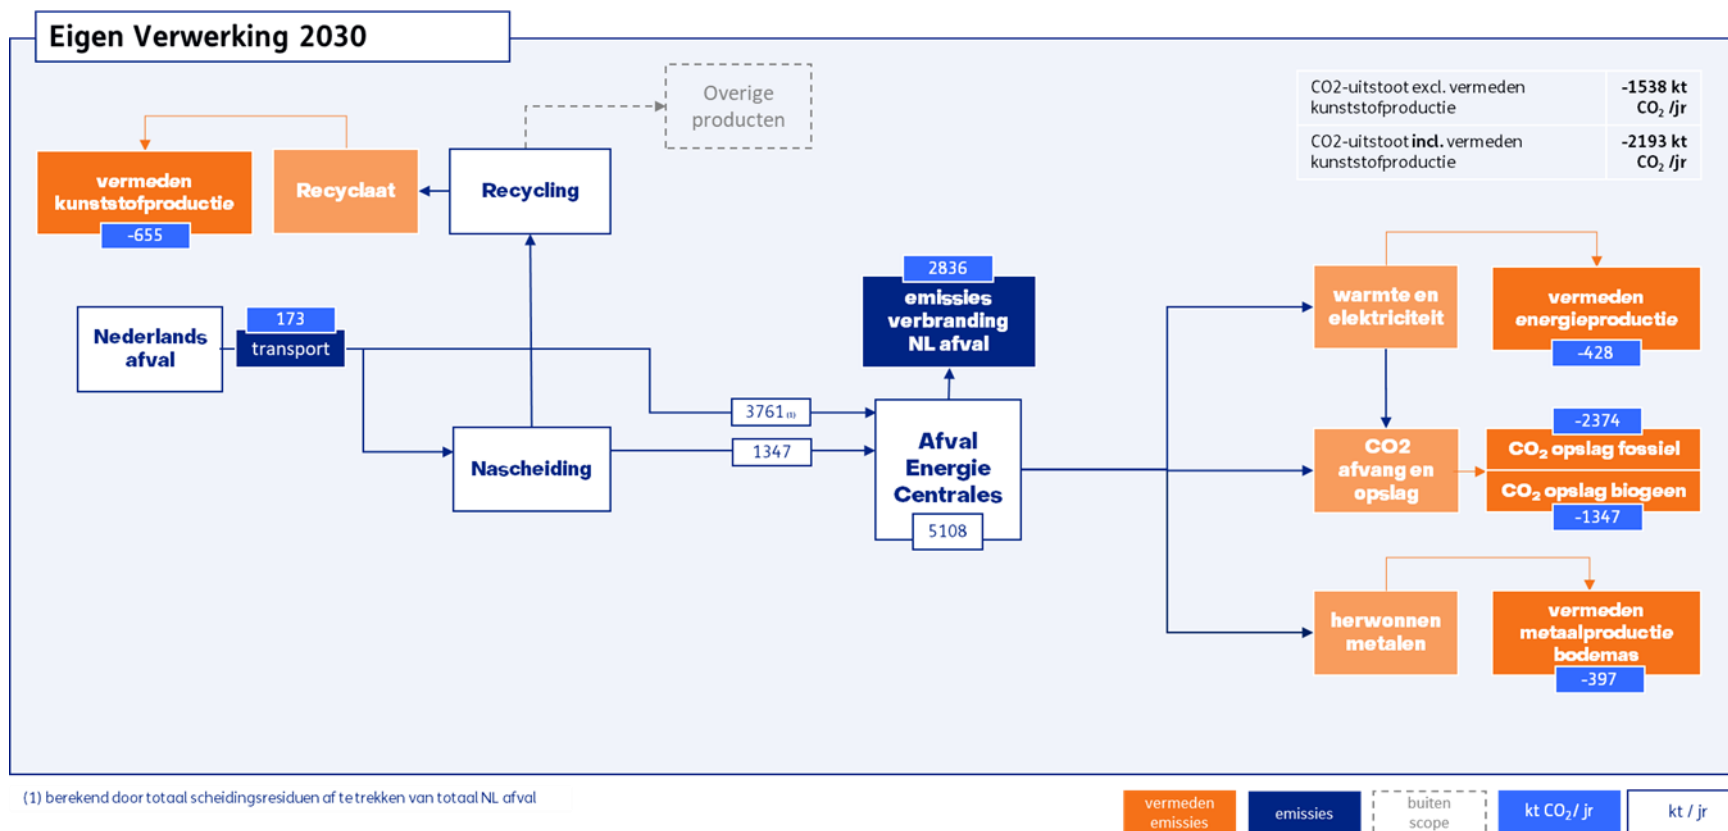 Eigen Verwerking 2030
Overige
producten
CO2-uitstoot excl. vermeden
kunststofproductie
-1538 kt
CO₂ /jr
CO2-uitstoot incl. vermeden
kunststofproductie
-2193 kt
CO₂ /jr
vermeden
kunststofproductie
-655
Recyclaat
Recycling
2836
emissies
verbranding
NL afval
warmte en
elektriciteit
vermeden
energieproductie
-428
Nederlands
afval
173
transport
3761 (1)
1347
Nascheiding
Afval
Energie
Centrales
5108
CO2
afvang en
opslag
-2374
CO₂ opslag fossiel
CO₂ opslag biogeen
-1347
herwonnen
metalen
vermeden
metaalproductie
bodemas
-397
(1) berekend door totaal scheidingsresiduen af te trekken van totaal NL afval
vermeden
emissies
emissies
buiten
scope
kt CO₂/ jr
kt / jr